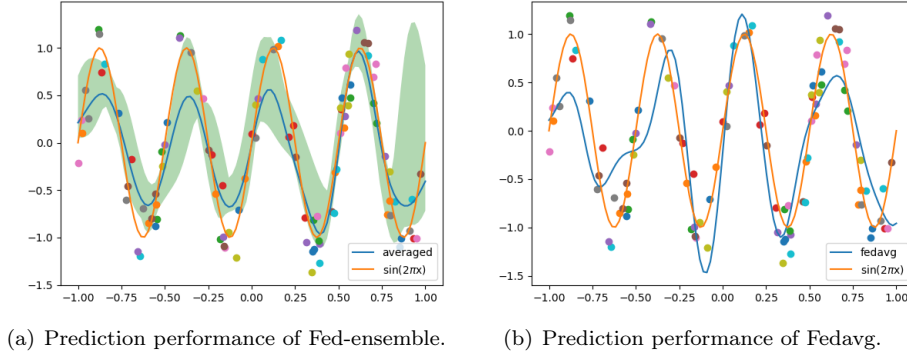 1.0
0.5
0.0
−0.5
−1.0
−1.5
−1.00 −0.75 −0.50 −0.25 0.00 0.25 0.50 0.75 1.00
averaged
sin(2πx)
(a) Prediction performance of Fed-ensemble.
1.0
0.5
0.0
−0.5
−1.0
−1.5
−1.00 −0.75 −0.50 −0.25 0.00 0.25 0.50 0.75 1.00
fedavg
sin(2πx)
(b) Prediction performance of Fedavg.